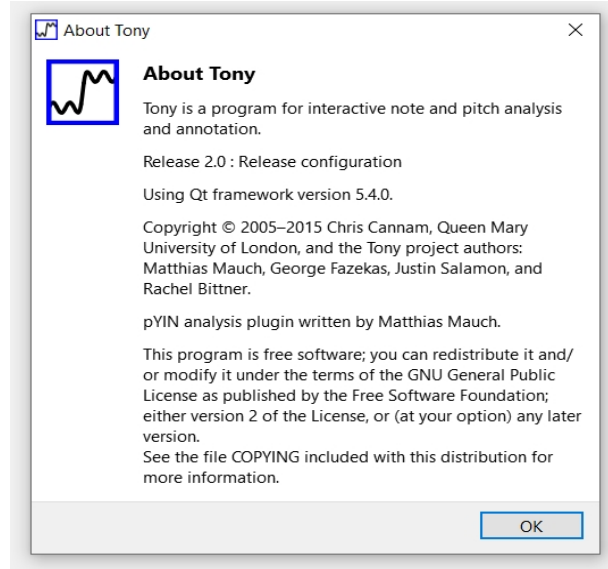 About Tony
About Tony
Tony is a program for interactive note and pitch analysis
and annotation.
Release 2.0 : Release configuration
Using Qt framework version 5.4.0.
Copyright © 2005–2015 Chris Cannam, Queen Mary
University of London, and the Tony project authors:
Matthias Mauch, George Fazekas, Justin Salamon, and
Rachel Bittner.
pYIN analysis plugin written by Matthias Mauch.
This program is free software; you can redistribute it and/
or modify it under the terms of the GNU General Public
License as published by the Free Software Foundation;
either version 2 of the License, or (at your option) any later
version.
See the file COPYING included with this distribution for
more information.
OK